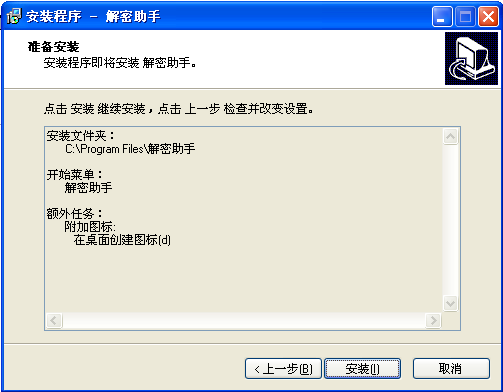 安装程序 - 解密助手
准备安装
安装程序即将安装 解密助手。
点击 安装 继续安装，点击 上一步 检查并改变设置。
安装文件夹：
C:\Program Files\解密助手
开始菜单：
解密助手
额外任务：
附加图标:
在桌面创建图标(d)
< 上一步(B)
安装(I)
取消